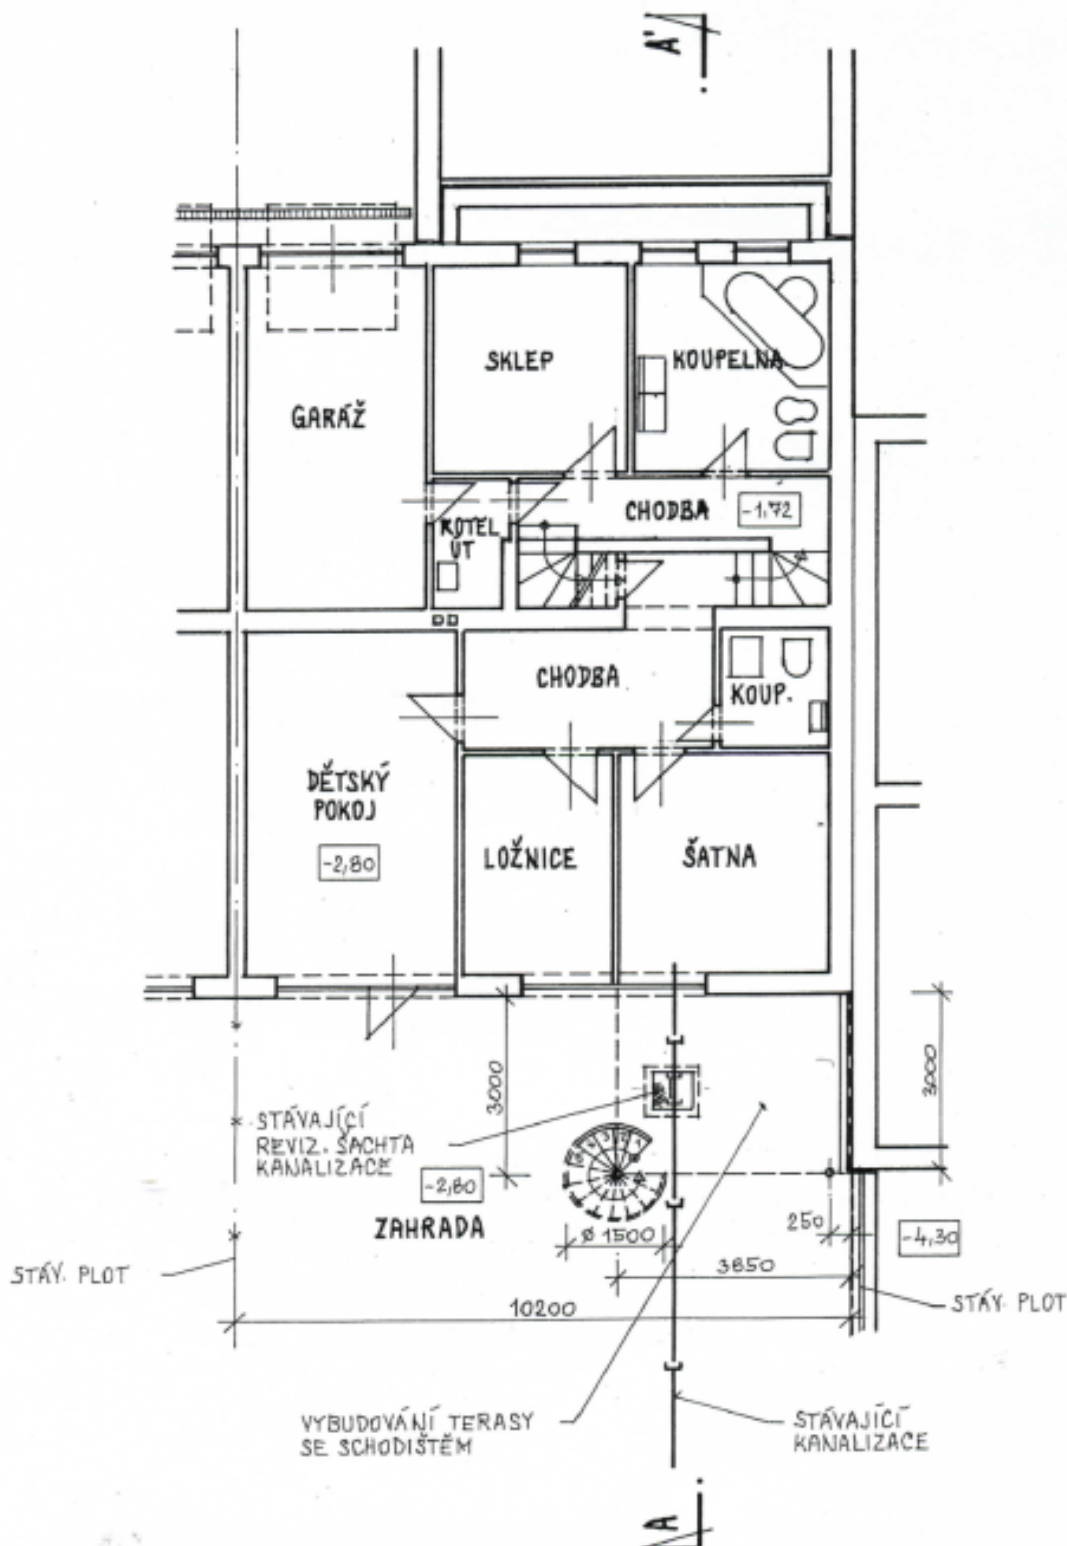 A'
SKLEP
KOUPELNA
GARÁŽ
CHODBA
-1,72
KOTEL
ÚT
CHODBA
KOUP.
DĚTSKÝ
POKOJ
-2,80
LOŽNICE
ŠATNA
3000
3000
STÁVAJÍCÍ
REVIZ. ŠACHTA
KANALIZACE
-2,80
ZAHRADA
ø 1500
250
-4,30
3850
STÁV. PLOT
10200
STÁV. PLOT
VYBUDOVÁNÍ TERASY
SE SCHODIŠTĚM
STÁVAJÍCÍ
KANALIZACE
A